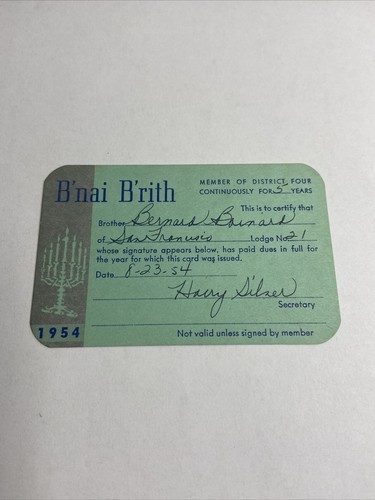 B'nai B'rith
MEMBER OF DISTRICT FOUR
CONTINUOUSLY FOR 5 YEARS
This is to certify that
Brother Bernard Barnard
of San Francisco Lodge No. 21
whose signature appears below, has paid dues in full for
the year for which this card was issued.
Date 8-23-54
Harry Silver
Secretary
1954
Not valid unless signed by member